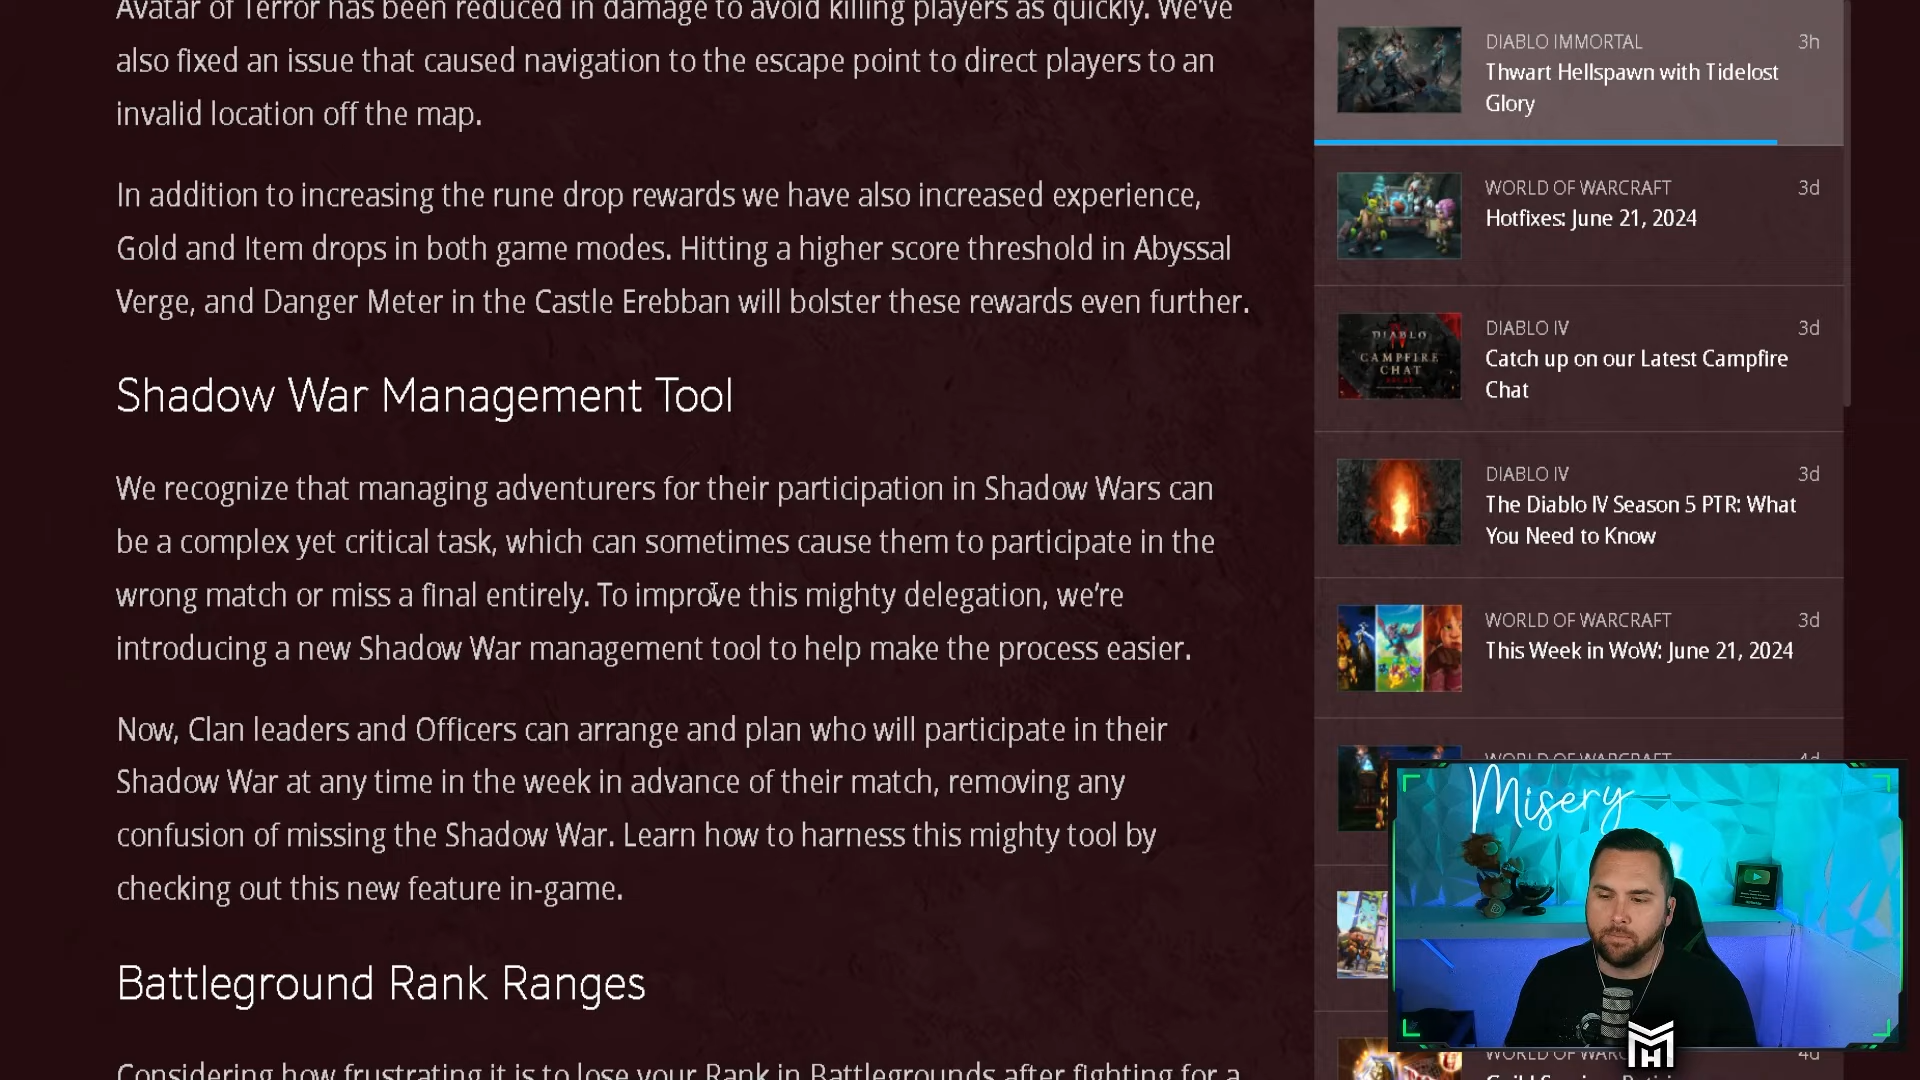 Avatar of Terror has been reduced in damage to avoid killing players as quickly. We've
also fixed an issue that caused navigation to the escape point to direct players to an
invalid location off the map.
In addition to increasing the rune drop rewards we have also increased experience,
Gold and Item drops in both game modes. Hitting a higher score threshold in Abyssal
Verge, and Danger Meter in the Castle Erebban will bolster these rewards even further.
Shadow War Management Tool
We recognize that managing adventurers for their participation in Shadow Wars can
be a complex yet critical task, which can sometimes cause them to participate in the
wrong match or miss a final entirely. To improve this mighty delegation, we’re
introducing a new Shadow War management tool to help make the process easier.
Now, Clan leaders and Officers can arrange and plan who will participate in their
Shadow War at any time in the week in advance of their match, removing any
confusion of missing the Shadow War. Learn how to harness this mighty tool by
checking out this new feature in-game.
Battleground Rank Ranges
Considering how frustrating it is to lose your Rank in Battlegrounds after fighting for a
DIABLO IMMORTAL 3h
Thwart Hellspawn with Tidelost
Glory
WORLD OF WARCRAFT 3d
Hotfixes: June 21, 2024
DIABLO IV 3d
Catch up on our Latest Campfire
Chat
DIABLO
CAMPFIRE
CHAT
DIABLO IV 3d
The Diablo IV Season 5 PTR: What
You Need to Know
WORLD OF WARCRAFT 3d
This Week in WoW: June 21, 2024
WORLD OF WARCRAFT 4d
Misery
4d